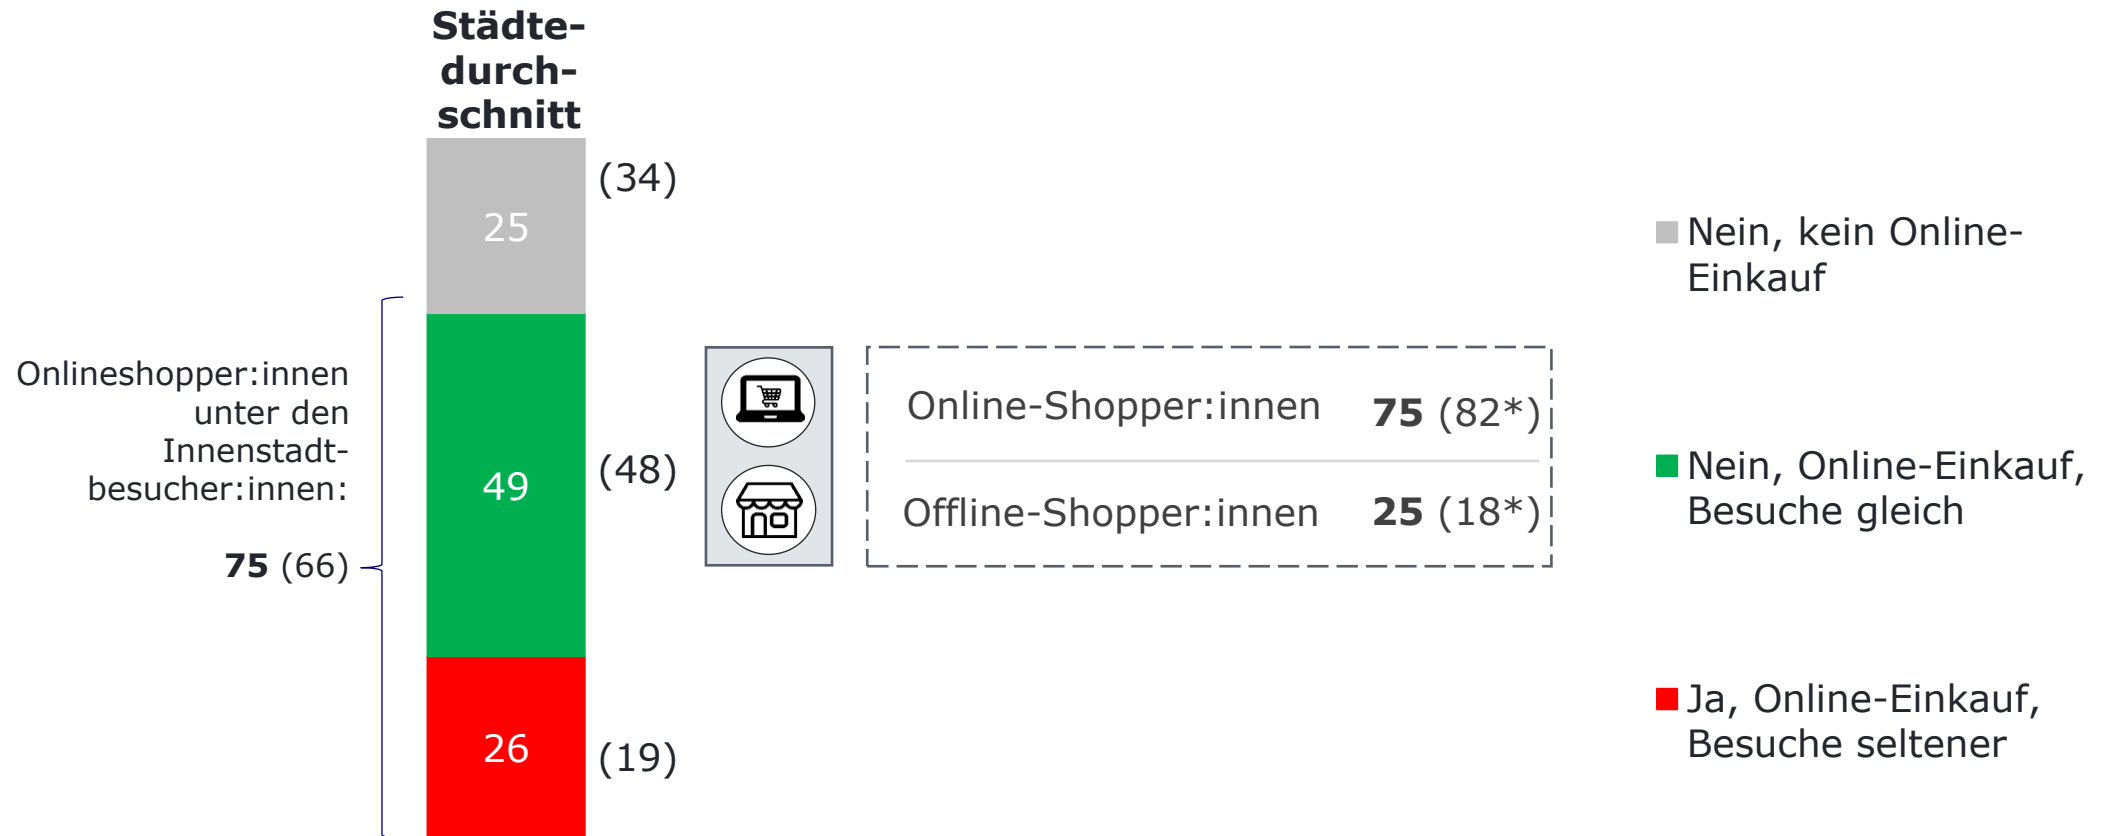 Städte-
durch-
schnitt
25
(34)
49
(48)
26
(19)
Onlineshopper:innen
unter den
Innenstadt-
besucher:innen:
75 (66)
Online-Shopper:innen 75 (82*)
Offline-Shopper:innen 25 (18*)
Nein, kein Online-
Einkauf
Nein, Online-Einkauf,
Besuche gleich
Ja, Online-Einkauf,
Besuche seltener